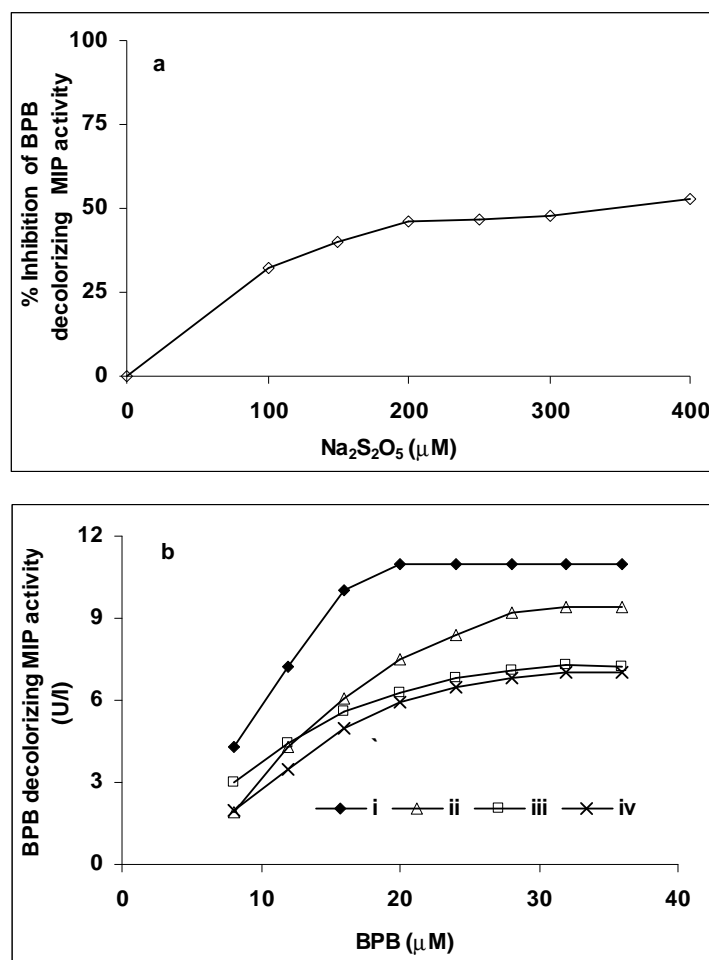 a
100
75
50
25
0
% Inhibition of BPB
decolorizing MIP activity
0 100 200 300 400
Na₂S₂O₅ (µM)
b
12
9
6
3
0
BPB decolorizing MIP activity
(U/l)
i ii iii iv
0 10 20 30 40
BPB (µM)